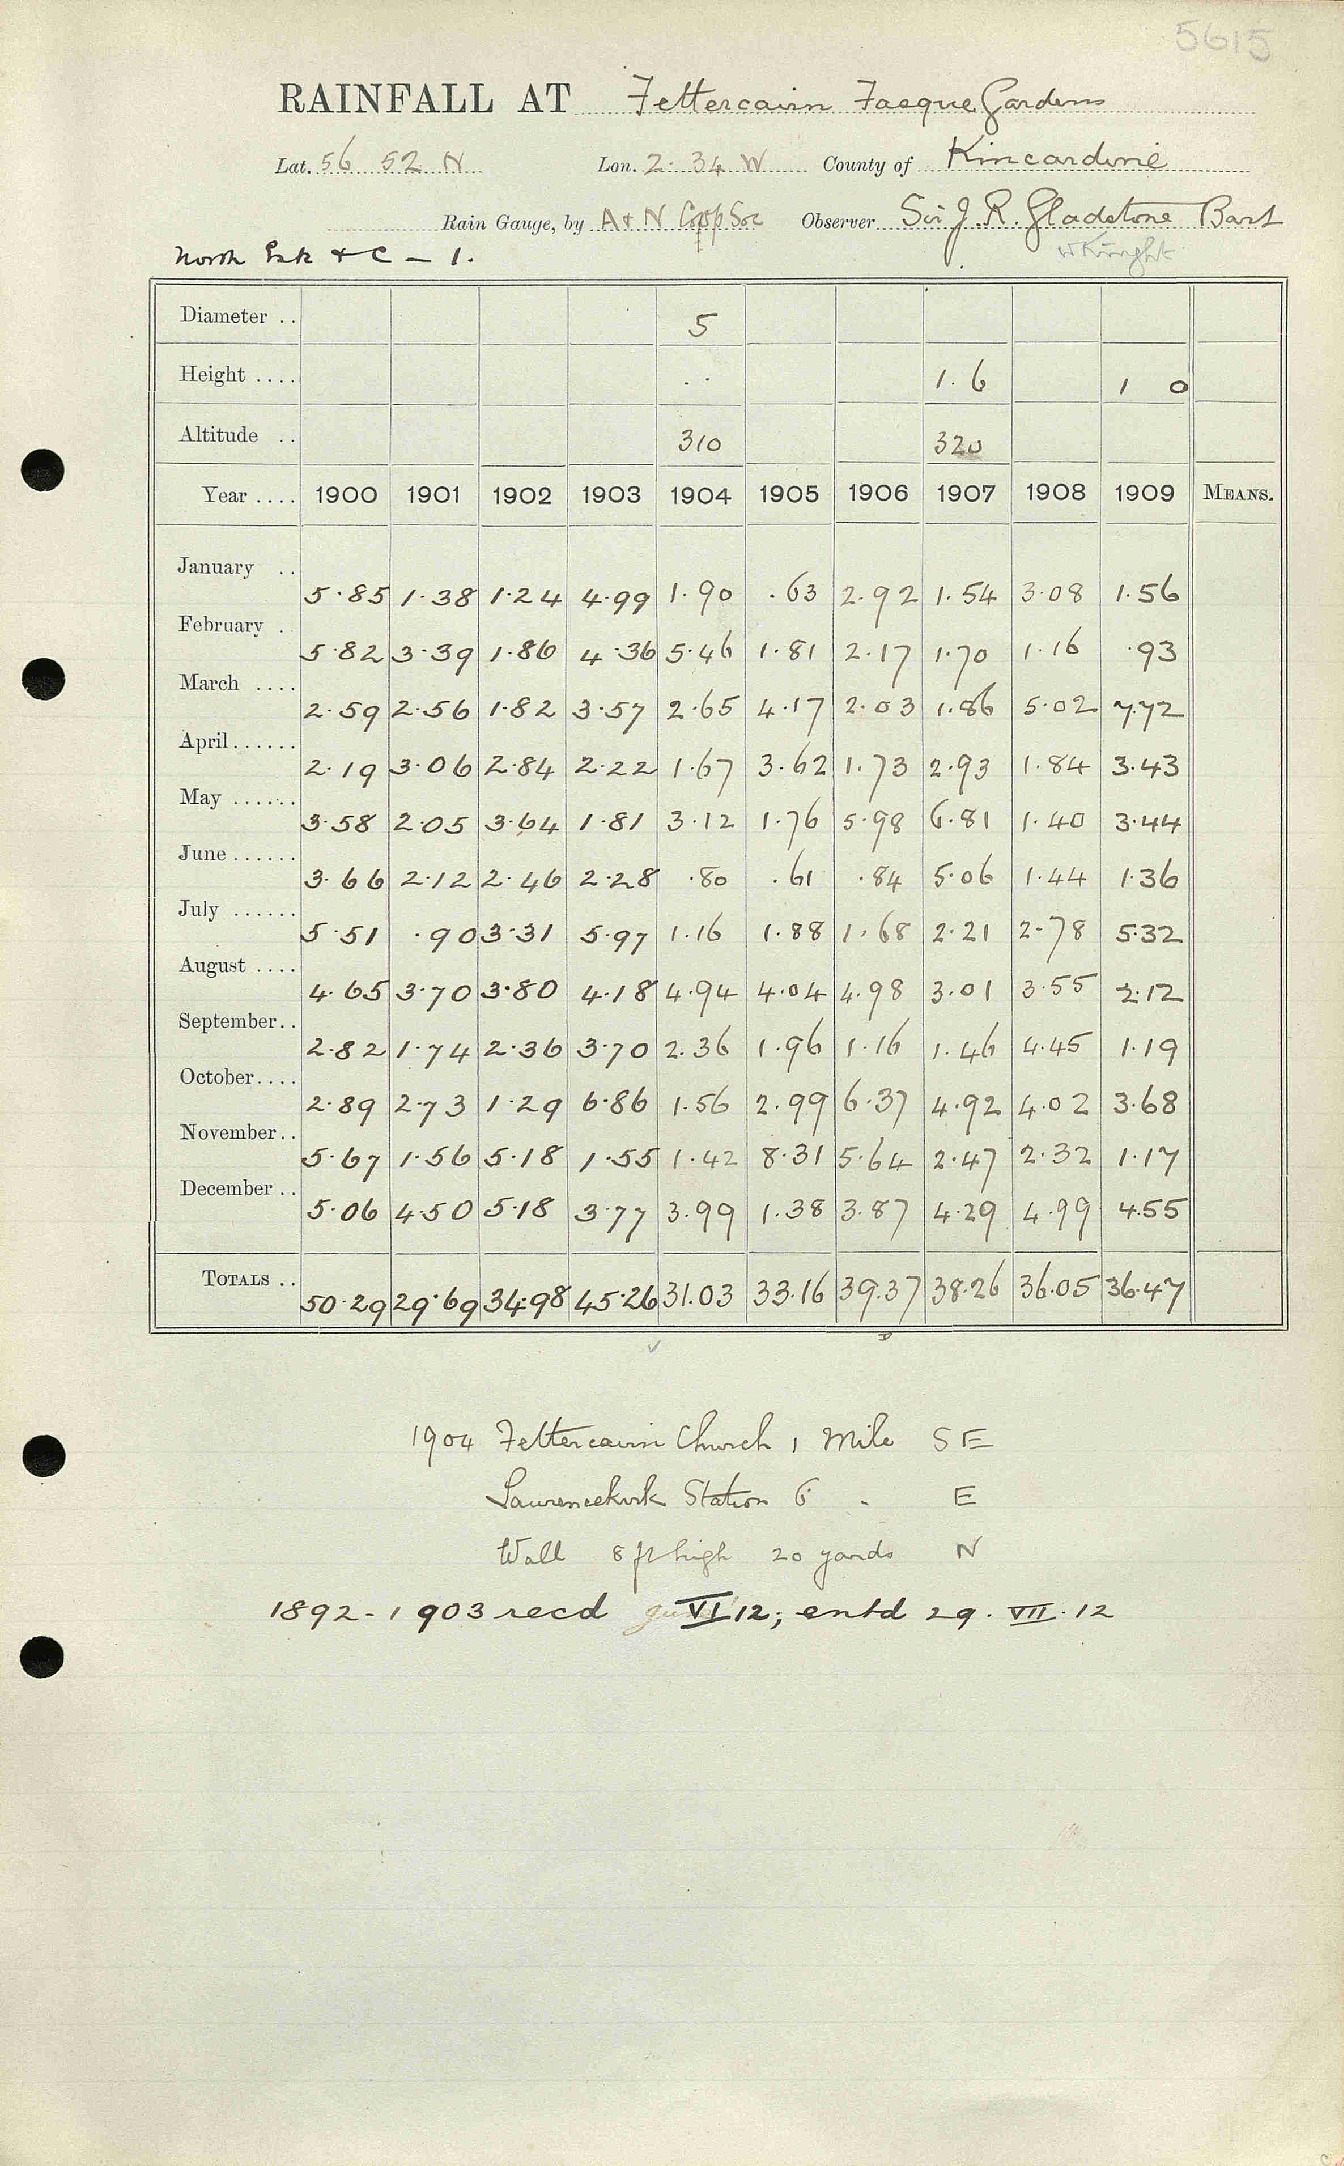 5615
RAINFALL AT Fettercairn Fasque Gardens
Lat. 56 52 N Lon. 2. 34 W County of Kincardine
Rain Gauge, by A & N Coop Soc Observer Sir J. R. Gladstone Bart
North Esk & C - 1. W Knight
Diameter .. 5
Height .... 1. 6 1 0
Altitude .. 310 320
Year .... 1900 1901 1902 1903 1904 1905 1906 1907 1908 1909 MEANS.
January .. 5.85 1.38 1.24 4.99 1.90 .63 2.92 1.54 3.08 1.56
February . 5.82 3.39 1.86 4.36 5.46 1.81 2.17 1.70 1.16 .93
March .... 2.59 2.56 1.82 3.57 2.65 4.17 2.03 1.86 5.02 7.72
April ...... 2.19 3.06 2.84 2.22 1.67 3.62 1.73 2.93 1.84 3.43
May ...... 3.58 2.05 3.64 1.81 3.12 1.76 5.98 6.81 1.40 3.44
June ...... 3.66 2.12 2.46 2.28 .80 .61 .84 5.06 1.44 1.36
July ...... 5.51 .90 3.31 5.97 1.16 1.88 1.68 2.21 2.78 5.32
August .... 4.65 3.70 3.80 4.18 4.94 4.04 4.98 3.01 3.55 2.12
September.. 2.82 1.74 2.36 3.70 2.36 1.96 1.16 1.46 4.45 1.19
October.... 2.89 2.73 1.29 6.86 1.56 2.99 6.37 4.92 4.02 3.68
November.. 5.67 1.56 5.18 1.55 1.42 8.31 5.64 2.47 2.32 1.17
December .. 5.06 4.50 5.18 3.77 3.99 1.38 3.87 4.29 4.99 4.55
TOTALS .. 50.29 29.69 34.98 45.26 31.03 33.16 39.37 38.26 36.05 36.47
1904 Fettercairn Church 1 Mile SE
Laurencekirk Station 6 " E
Wall 8 ft high 20 yards N
1892-1903 recd VI 12; entd 29. VII. 12